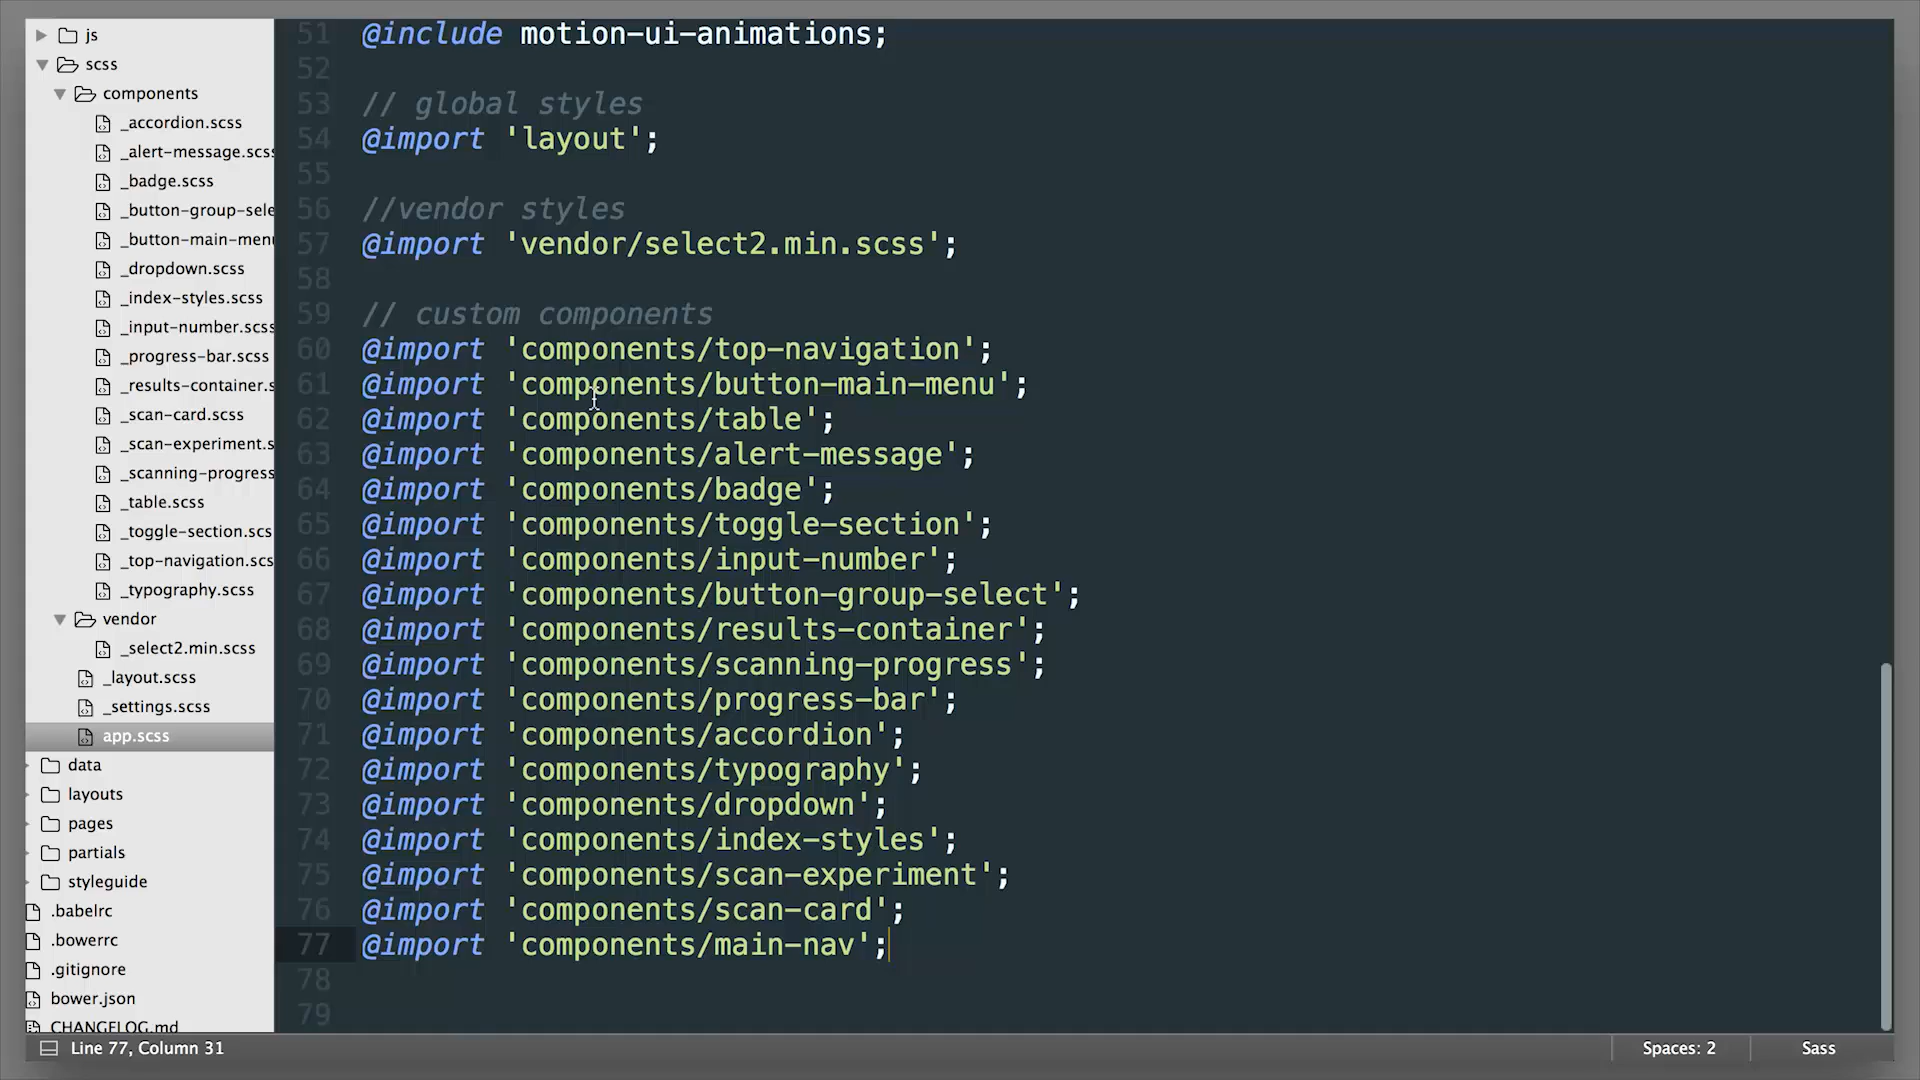 js
scss
components
_accordion.scss
_alert-message.scss
_badge.scss
_button-group-sele
_button-main-menu
_dropdown.scss
_index-styles.scss
_input-number.scss
_progress-bar.scss
_results-container.s
_scan-card.scss
_scan-experiment.s
_scanning-progress
_table.scss
_toggle-section.scs
_top-navigation.scs
_typography.scss
vendor
_select2.min.scss
_layout.scss
_settings.scss
app.scss
data
layouts
pages
partials
styleguide
.babelrc
.bowerrc
.gitignore
bower.json
CHANGELOG.md
51 @include motion-ui-animations;
52
53 // global styles
54 @import 'layout';
55
56 //vendor styles
57 @import 'vendor/select2.min.scss';
58
59 // custom components
60 @import 'components/top-navigation';
61 @import 'components/button-main-menu';
62 @import 'components/table';
63 @import 'components/alert-message';
64 @import 'components/badge';
65 @import 'components/toggle-section';
66 @import 'components/input-number';
67 @import 'components/button-group-select';
68 @import 'components/results-container';
69 @import 'components/scanning-progress';
70 @import 'components/progress-bar';
71 @import 'components/accordion';
72 @import 'components/typography';
73 @import 'components/dropdown';
74 @import 'components/index-styles';
75 @import 'components/scan-experiment';
76 @import 'components/scan-card';
77 @import 'components/main-nav';
78
79
Line 77, Column 31
Spaces: 2
Sass